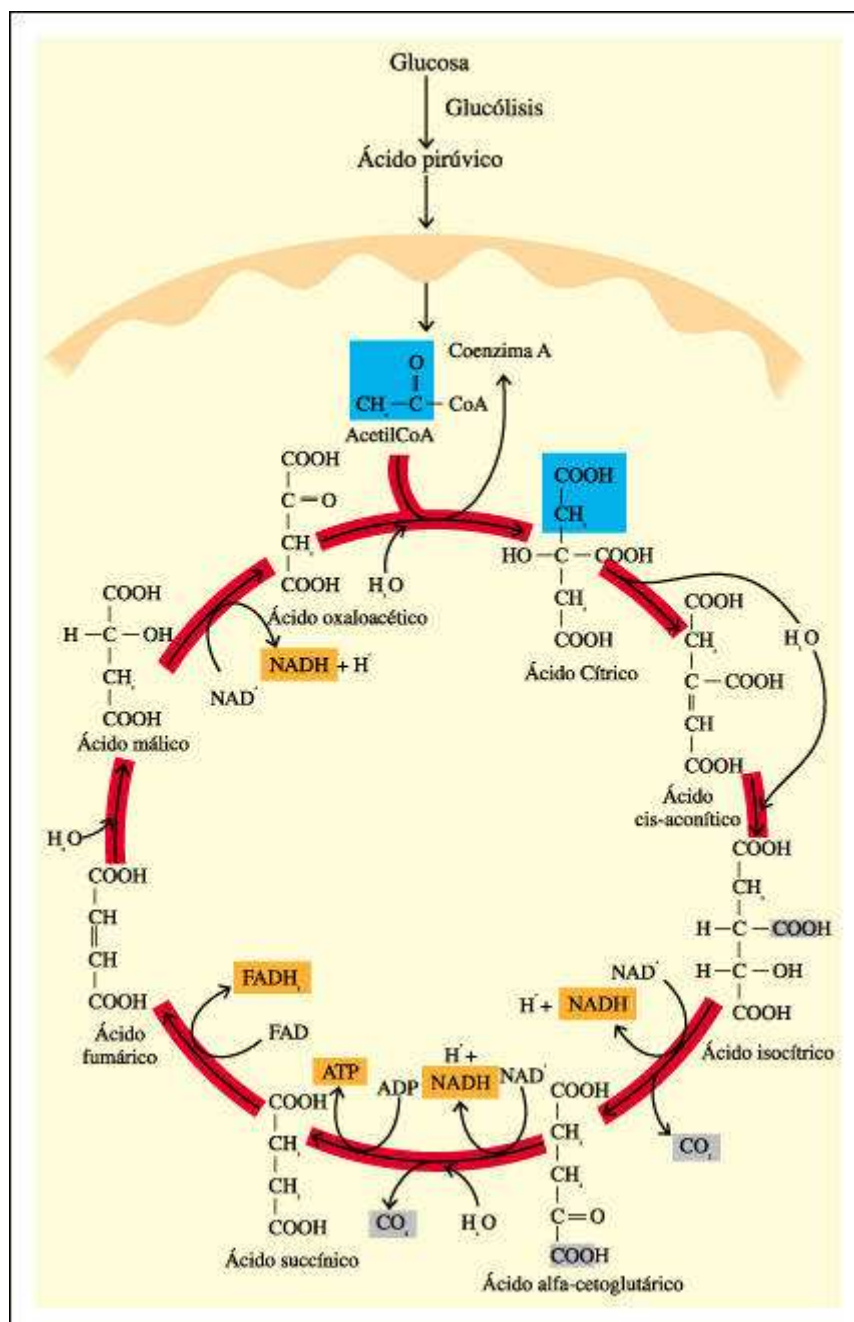 Glucosa
Glucólisis
Ácido pirúvico
O
Coenzima A
CH₃ — C — CoA
AcetilCoA
COOH
C = O
CH₂
COOH
Ácido oxaloacético
H₂O
COOH
CH₂
HO — C — COOH
CH₂
COOH
Ácido Cítrico
H₂O
COOH
CH₂
C — COOH
CH
COOH
Ácido
cis-aconítico
COOH
CH₂
H — C — COOH
H — C — OH
COOH
Ácido isocítrico
NAD⁺
H⁺ + NADH
CO₂
COOH
CH₂
CH₂
C = O
COOH
Ácido alfa-cetoglutárico
NAD⁺
H⁺ +
NADH
H₂O
CO₂
ADP
ATP
COOH
CH₂
CH₂
COOH
Ácido succínico
FAD
FADH₂
COOH
CH
CH
COOH
Ácido
fumárico
H₂O
COOH
H — C — OH
CH₂
COOH
Ácido málico
NAD⁺
NADH + H⁺